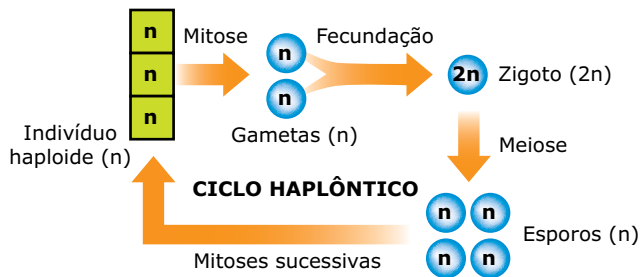 n
n
n
Mitose
n
n
Gametas (n)
Fecundação
2n
Zigoto (2n)
Meiose
n n
n n
Esporos (n)
Mitoses sucessivas
Indivíduo
haploide (n)
CICLO HAPLÔNTICO